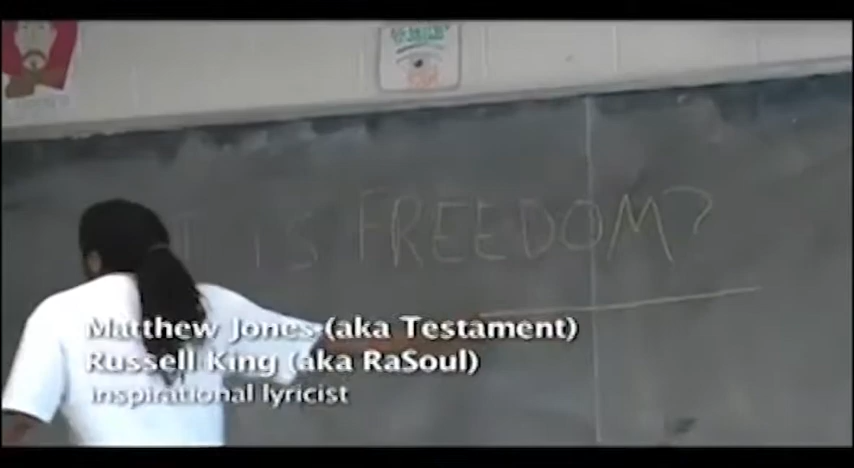 IS FREEDOM?
Matthew Jones (aka Testament)
Russell King (aka RaSoul)
inspirational lyricist